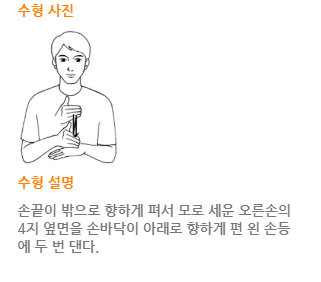 수형 사진
수형 설명
손끝이 밖으로 향하게 펴서 모로 세운 오른손의
4지 옆면을 손바닥이 아래로 향하게 편 왼 손등
에 두 번 댄다.